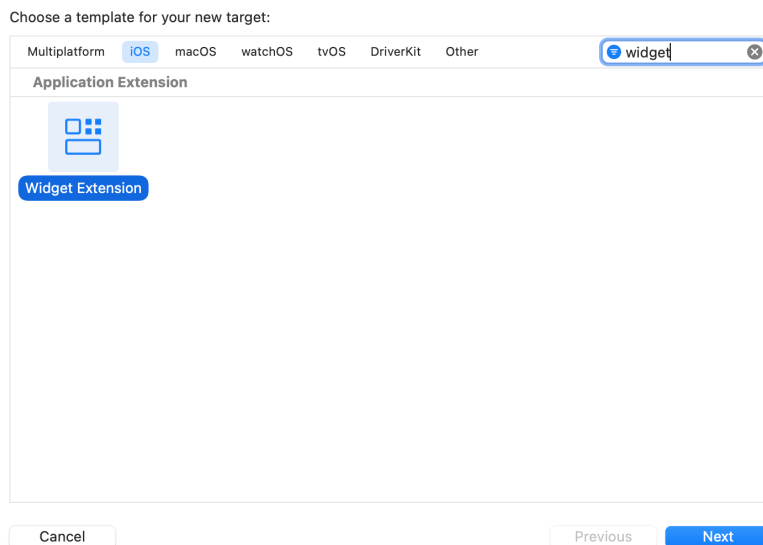 Choose a template for your new target:
Multiplatform iOS macOS watchOS tvOS DriverKit Other widget
Application Extension
Widget Extension
Cancel Previous Next